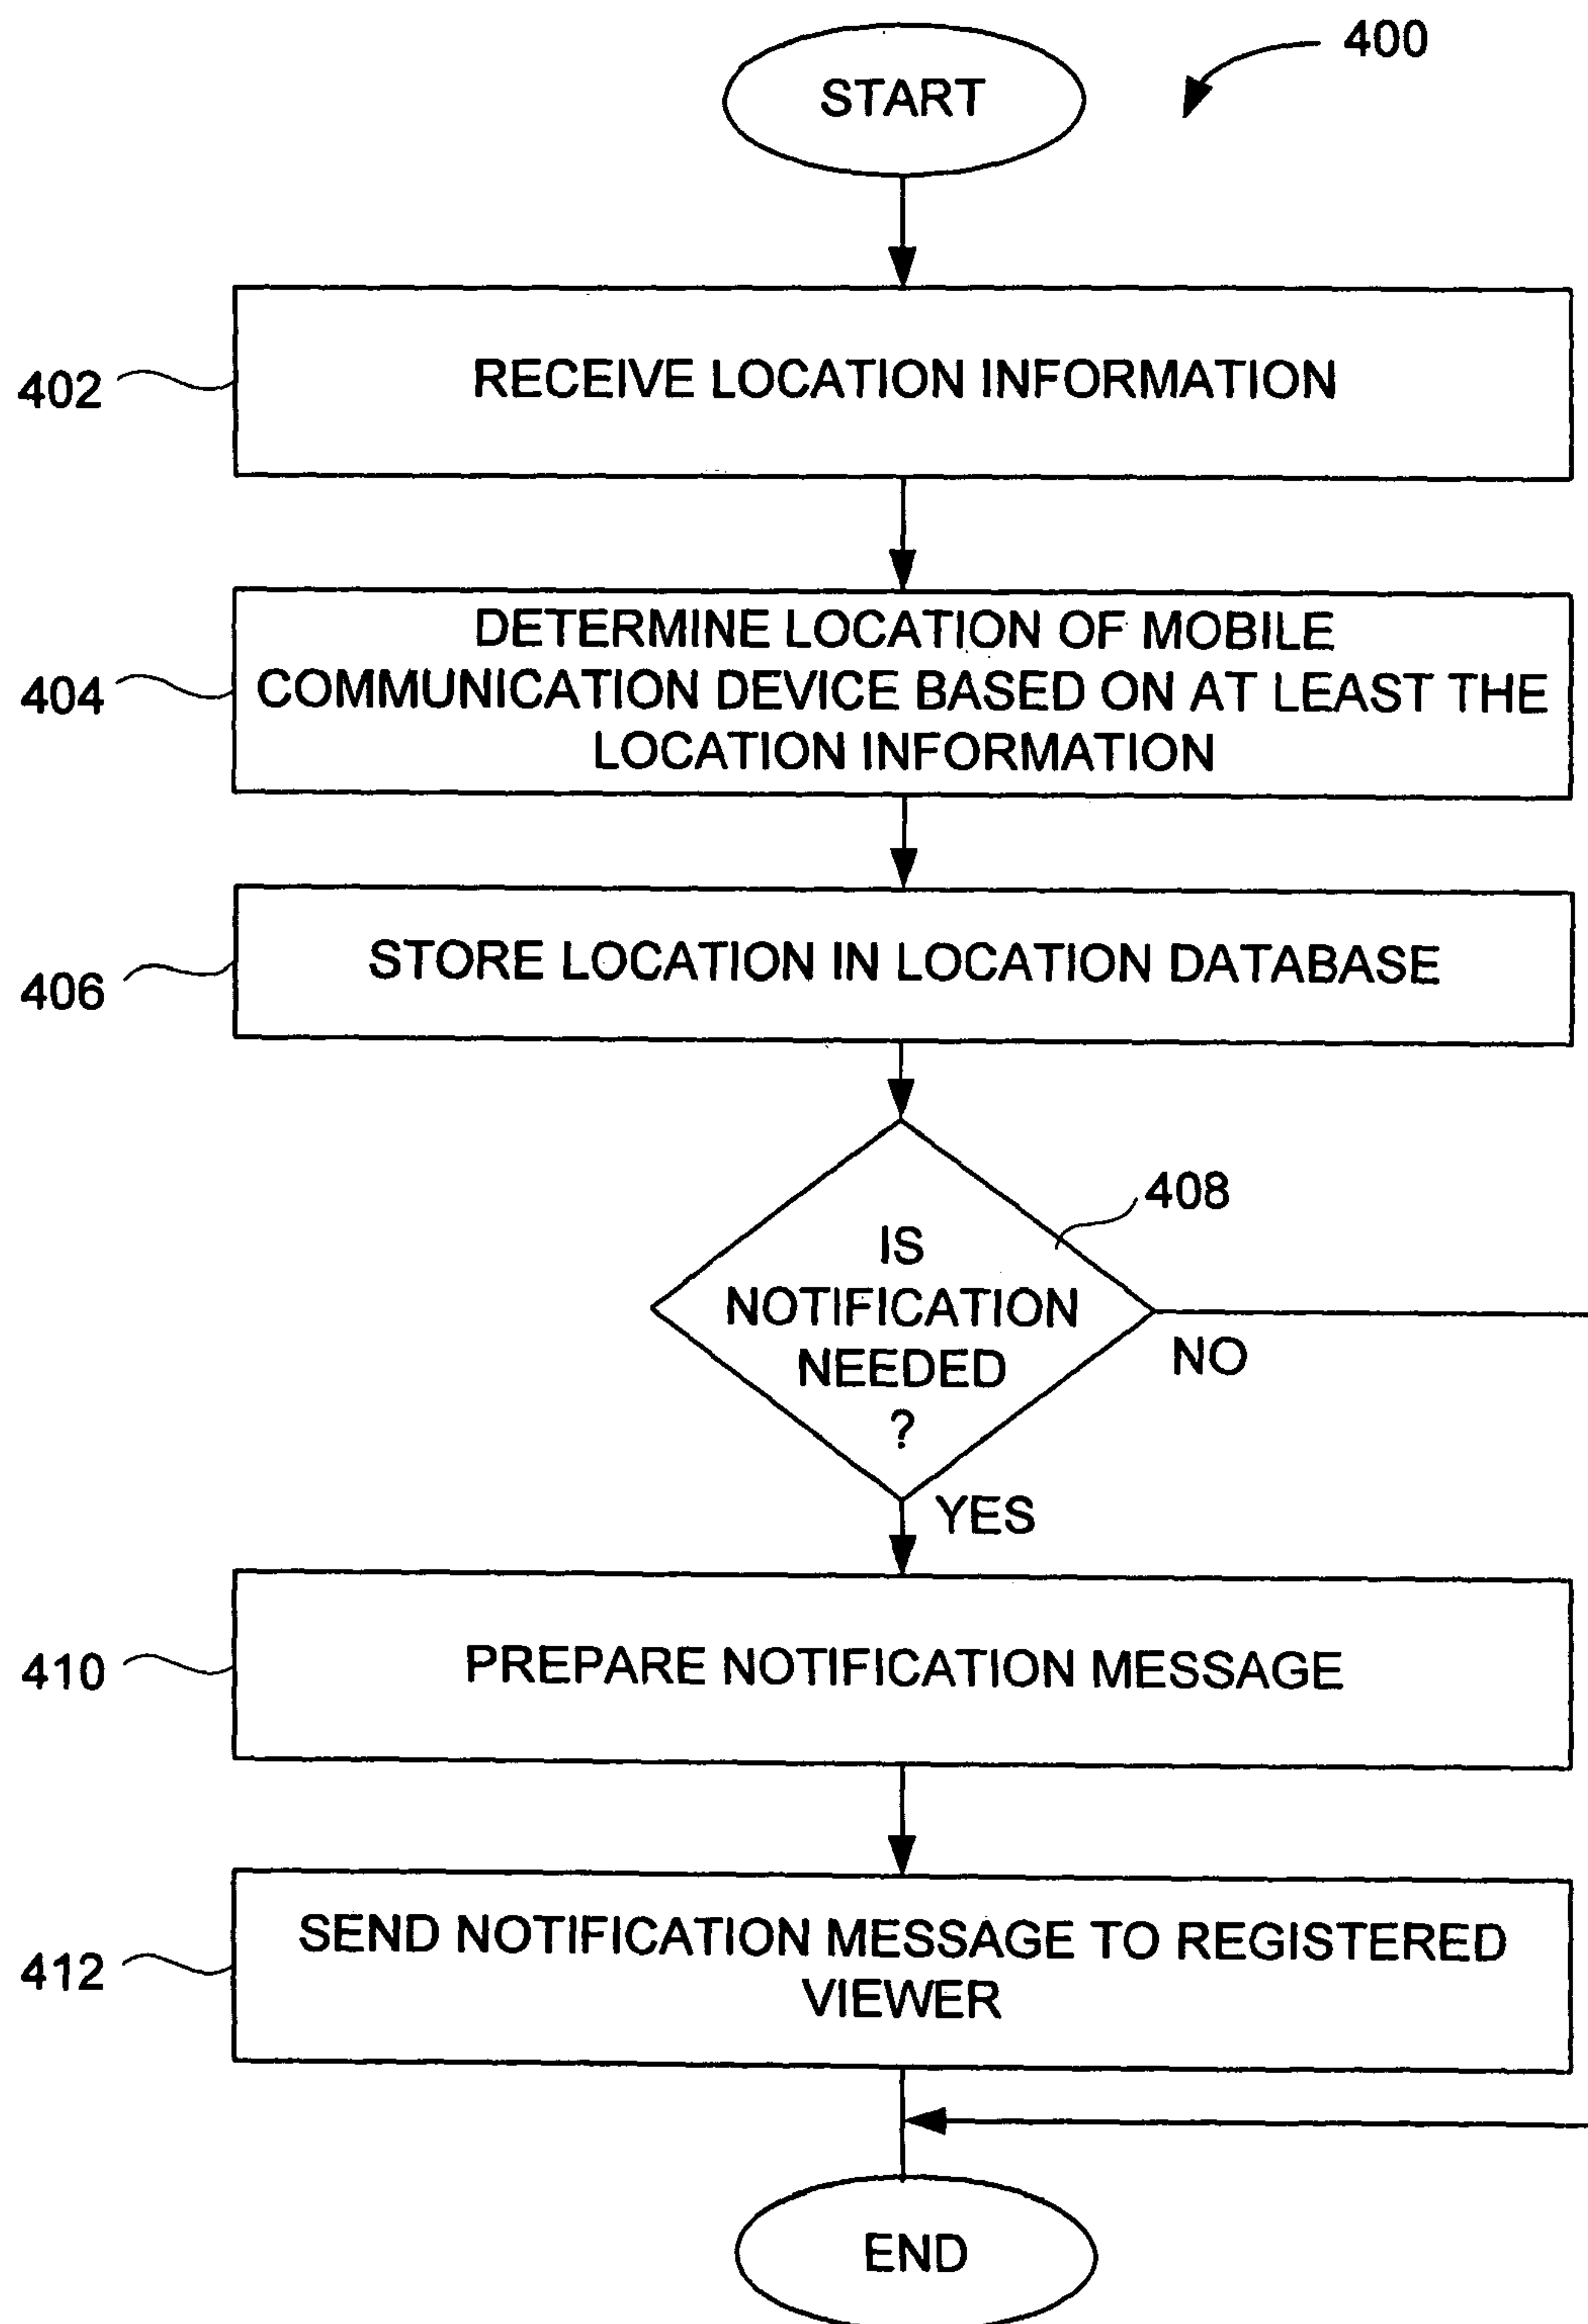 400
START
402
RECEIVE LOCATION INFORMATION
404
DETERMINE LOCATION OF MOBILE
COMMUNICATION DEVICE BASED ON AT LEAST THE
LOCATION INFORMATION
406
STORE LOCATION IN LOCATION DATABASE
408
IS
NOTIFICATION
NEEDED
?
NO
YES
410
PREPARE NOTIFICATION MESSAGE
412
SEND NOTIFICATION MESSAGE TO REGISTERED
VIEWER
END